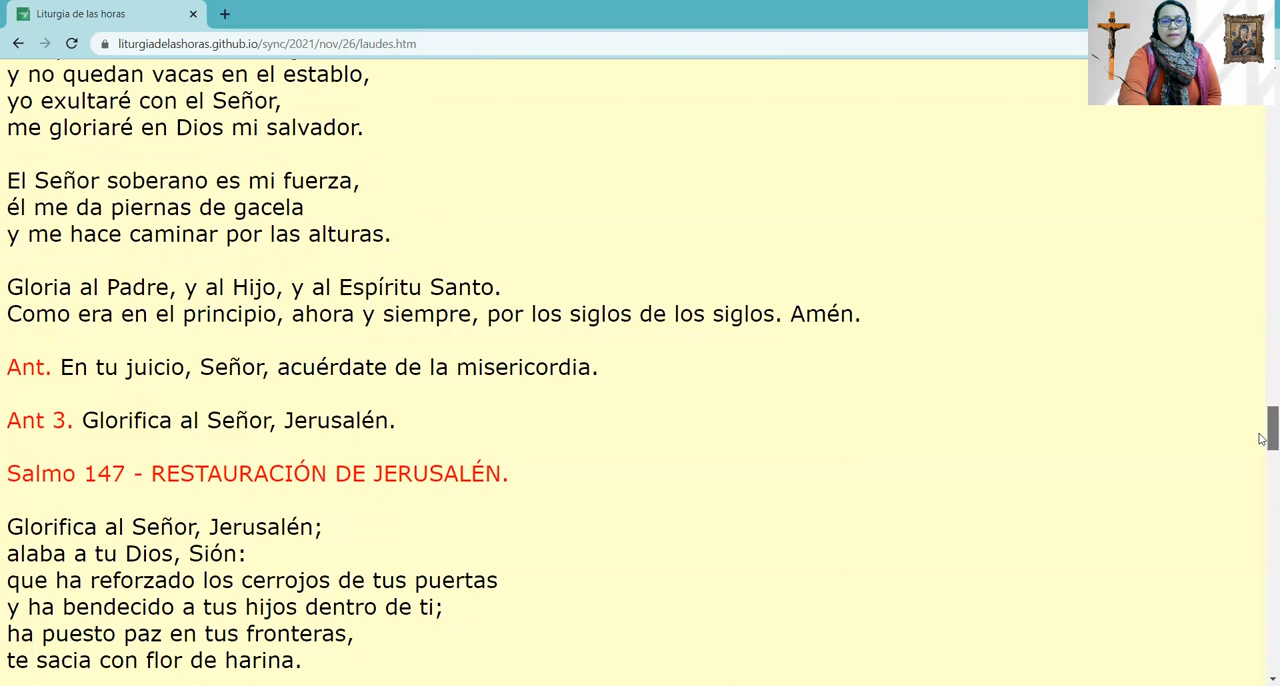 Liturgia de las horas
liturgiadelashoras.github.io/sync/2021/nov/26/laudes.htm
y no quedan vacas en el establo,
yo exultaré con el Señor,
me gloriaré en Dios mi salvador.
El Señor soberano es mi fuerza,
él me da piernas de gacela
y me hace caminar por las alturas.
Gloria al Padre, y al Hijo, y al Espíritu Santo.
Como era en el principio, ahora y siempre, por los siglos de los siglos. Amén.
Ant. En tu juicio, Señor, acuérdate de la misericordia.
Ant 3. Glorifica al Señor, Jerusalén.
Salmo 147 - RESTAURACIÓN DE JERUSALÉN.
Glorifica al Señor, Jerusalén;
alaba a tu Dios, Sión:
que ha reforzado los cerrojos de tus puertas
y ha bendecido a tus hijos dentro de ti;
ha puesto paz en tus fronteras,
te sacia con flor de harina.